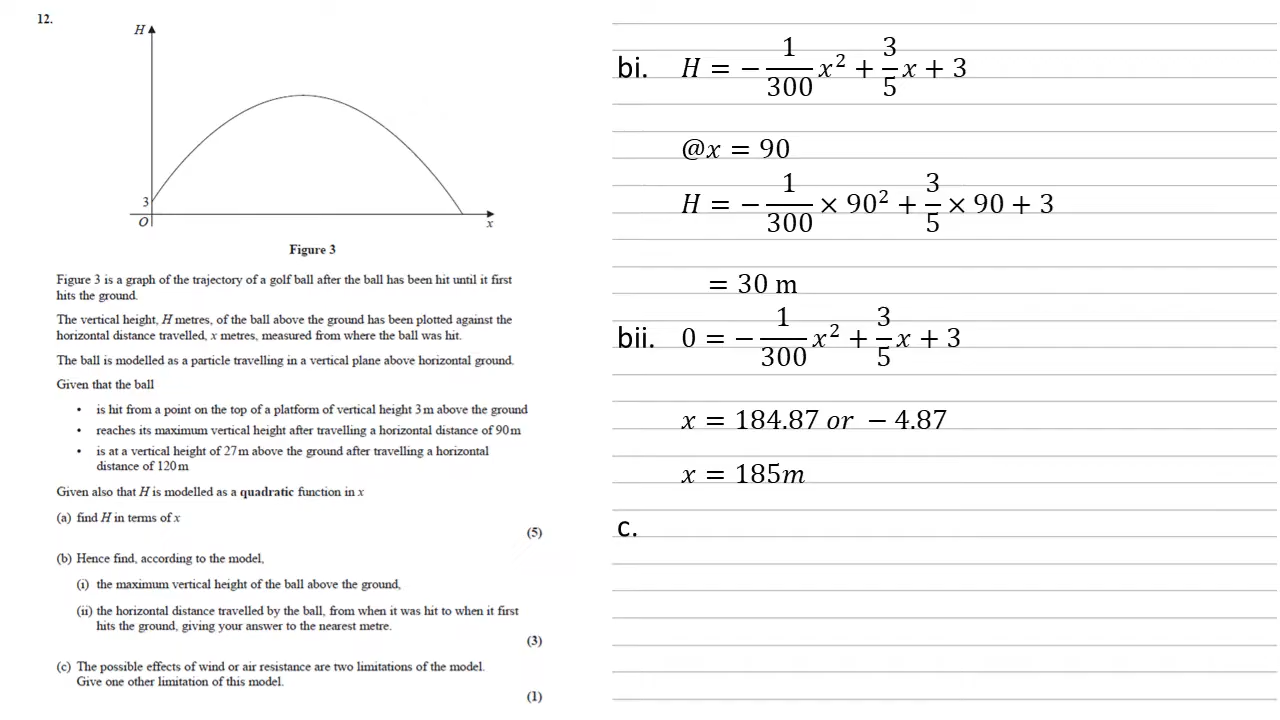 12.
H
3
O
x
Figure 3
Figure 3 is a graph of the trajectory of a golf ball after the ball has been hit until it first
hits the ground.
The vertical height, H metres, of the ball above the ground has been plotted against the
horizontal distance travelled, x metres, measured from where the ball was hit.
The ball is modelled as a particle travelling in a vertical plane above horizontal ground.
Given that the ball
• is hit from a point on the top of a platform of vertical height 3 m above the ground
• reaches its maximum vertical height after travelling a horizontal distance of 90 m
• is at a vertical height of 27 m above the ground after travelling a horizontal
distance of 120 m
Given also that H is modelled as a quadratic function in x
(a) find H in terms of x
(5)
(b) Hence find, according to the model,
(i) the maximum vertical height of the ball above the ground,
(ii) the horizontal distance travelled by the ball, from when it was hit to when it first
hits the ground, giving your answer to the nearest metre.
(3)
(c) The possible effects of wind or air resistance are two limitations of the model.
Give one other limitation of this model.
(1)
bi. H = −1/300 x² + 3/5 x + 3
@x = 90
H = −1/300 × 90² + 3/5 × 90 + 3
= 30 m
bii. 0 = −1/300 x² + 3/5 x + 3
x = 184.87 or − 4.87
x = 185m
c.